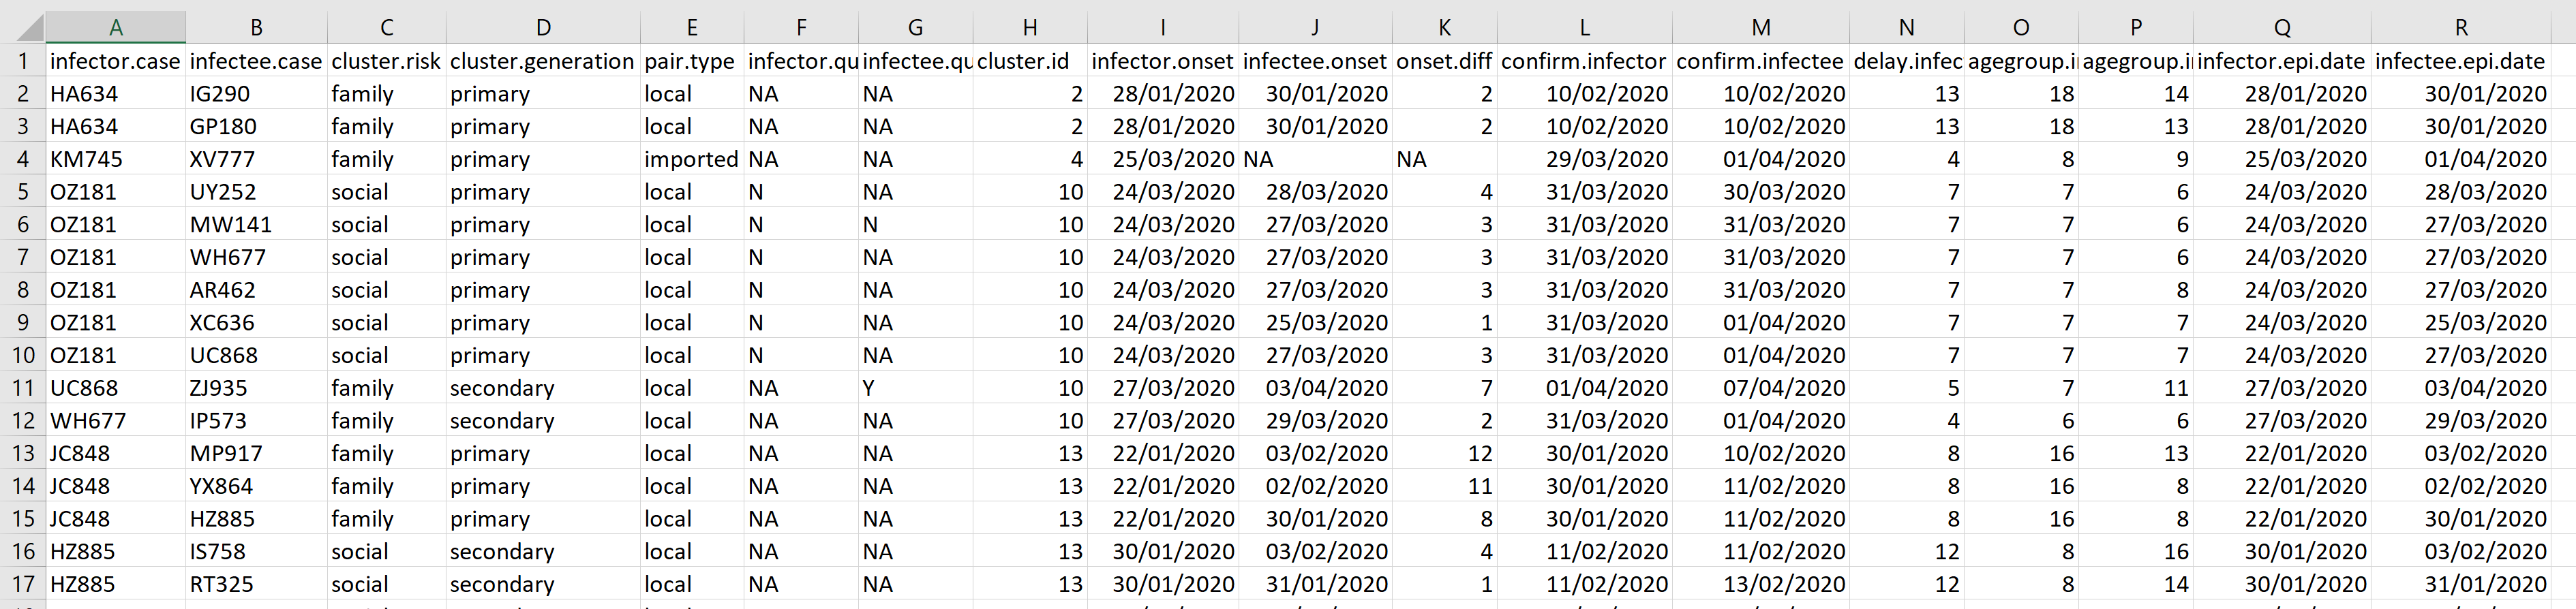 A B C D E F G H I J K L M N O P Q R
1 infector.case infectee.case cluster.risk cluster.generation pair.type infector.qu infectee.qu cluster.id infector.onset infectee.onset onset.diff confirm.infector confirm.infectee delay.infec agegroup.i agegroup.i infector.epi.date infectee.epi.date
2 HA634 IG290 family primary local NA NA 2 28/01/2020 30/01/2020 2 10/02/2020 10/02/2020 13 18 14 28/01/2020 30/01/2020
3 HA634 GP180 family primary local NA NA 2 28/01/2020 30/01/2020 2 10/02/2020 10/02/2020 13 18 13 28/01/2020 30/01/2020
4 KM745 XV777 family primary imported NA NA 4 25/03/2020 NA NA 29/03/2020 01/04/2020 4 8 9 25/03/2020 01/04/2020
5 OZ181 UY252 social primary local N NA 10 24/03/2020 28/03/2020 4 31/03/2020 30/03/2020 7 7 6 24/03/2020 28/03/2020
6 OZ181 MW141 social primary local N N 10 24/03/2020 27/03/2020 3 31/03/2020 31/03/2020 7 7 6 24/03/2020 27/03/2020
7 OZ181 WH677 social primary local N NA 10 24/03/2020 27/03/2020 3 31/03/2020 31/03/2020 7 7 6 24/03/2020 27/03/2020
8 OZ181 AR462 social primary local N NA 10 24/03/2020 27/03/2020 3 31/03/2020 31/03/2020 7 7 8 24/03/2020 27/03/2020
9 OZ181 XC636 social primary local N NA 10 24/03/2020 25/03/2020 1 31/03/2020 01/04/2020 7 7 7 24/03/2020 25/03/2020
10 OZ181 UC868 social primary local N NA 10 24/03/2020 27/03/2020 3 31/03/2020 01/04/2020 7 7 7 24/03/2020 27/03/2020
11 UC868 ZJ935 family secondary local NA Y 10 27/03/2020 03/04/2020 7 01/04/2020 07/04/2020 5 7 11 27/03/2020 03/04/2020
12 WH677 IP573 family secondary local NA NA 10 27/03/2020 29/03/2020 2 31/03/2020 01/04/2020 4 6 6 27/03/2020 29/03/2020
13 JC848 MP917 family primary local NA NA 13 22/01/2020 03/02/2020 12 30/01/2020 10/02/2020 8 16 13 22/01/2020 03/02/2020
14 JC848 YX864 family primary local NA NA 13 22/01/2020 02/02/2020 11 30/01/2020 11/02/2020 8 16 8 22/01/2020 02/02/2020
15 JC848 HZ885 family primary local NA NA 13 22/01/2020 30/01/2020 8 30/01/2020 11/02/2020 8 16 8 22/01/2020 30/01/2020
16 HZ885 IS758 social secondary local NA NA 13 30/01/2020 03/02/2020 4 11/02/2020 11/02/2020 12 8 16 30/01/2020 03/02/2020
17 HZ885 RT325 social secondary local NA NA 13 30/01/2020 31/01/2020 1 11/02/2020 13/02/2020 12 8 14 30/01/2020 31/01/2020